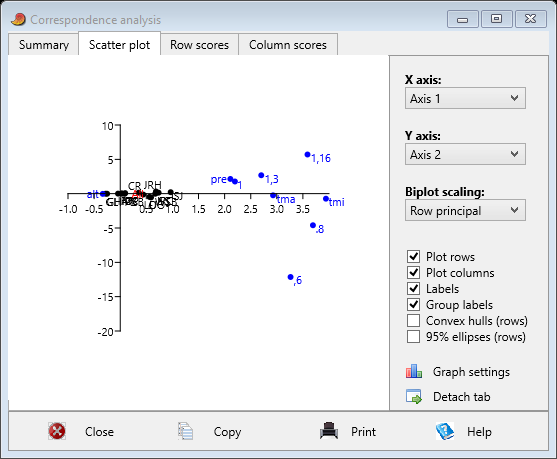 Correspondence analysis
Summary
Scatter plot
Row scores
Column scores
X axis:
Axis 1
Y axis:
Axis 2
Biplot scaling:
Row principal
Plot rows
Plot columns
Labels
Group labels
Convex hulls (rows)
95% ellipses (rows)
Graph settings
Detach tab
10
5
0
-5
-10
-15
-20
-1.0
-0.5
0.5
1.0
1.5
2.0
2.5
3.0
3.5
alt
CR
JRH
SJ
pre
1
1,3
1,16
tma
tmi
,8
,6
Close
Copy
Print
Help